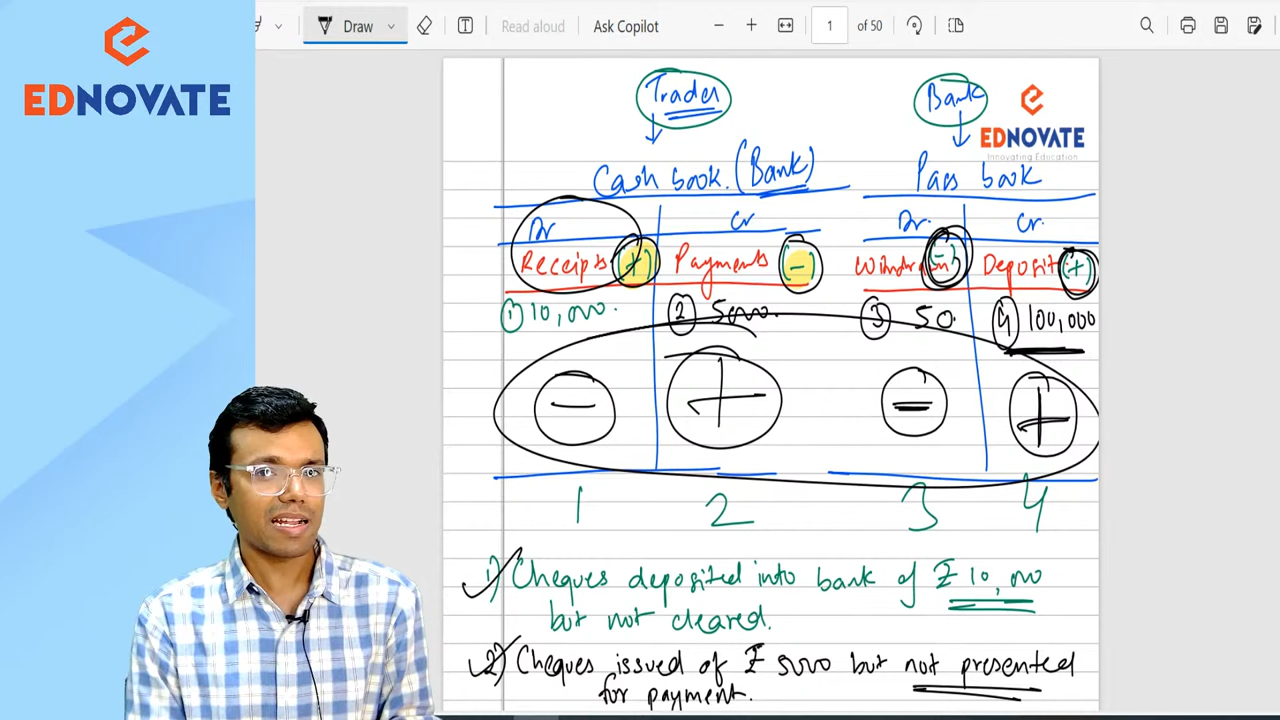 EDNOVATE
Draw
Read aloud
Ask Copilot
1 of 50
Trader
Bank
EDNOVATE
Innovating Education
Cash book. (Bank)
Pass book
Dr
Cr
Dr.
Cr.
Receipts (+)
Payments (-)
(-)
Deposit (+)
① 10,000.
② 5000.
③ 50.
④ 100,000
- + - +
1 2 3 4
1) Cheques deposited into bank of ₹ 10,000
but not cleared.
2) Cheques issued of ₹ 5000 but not presented
for payment.